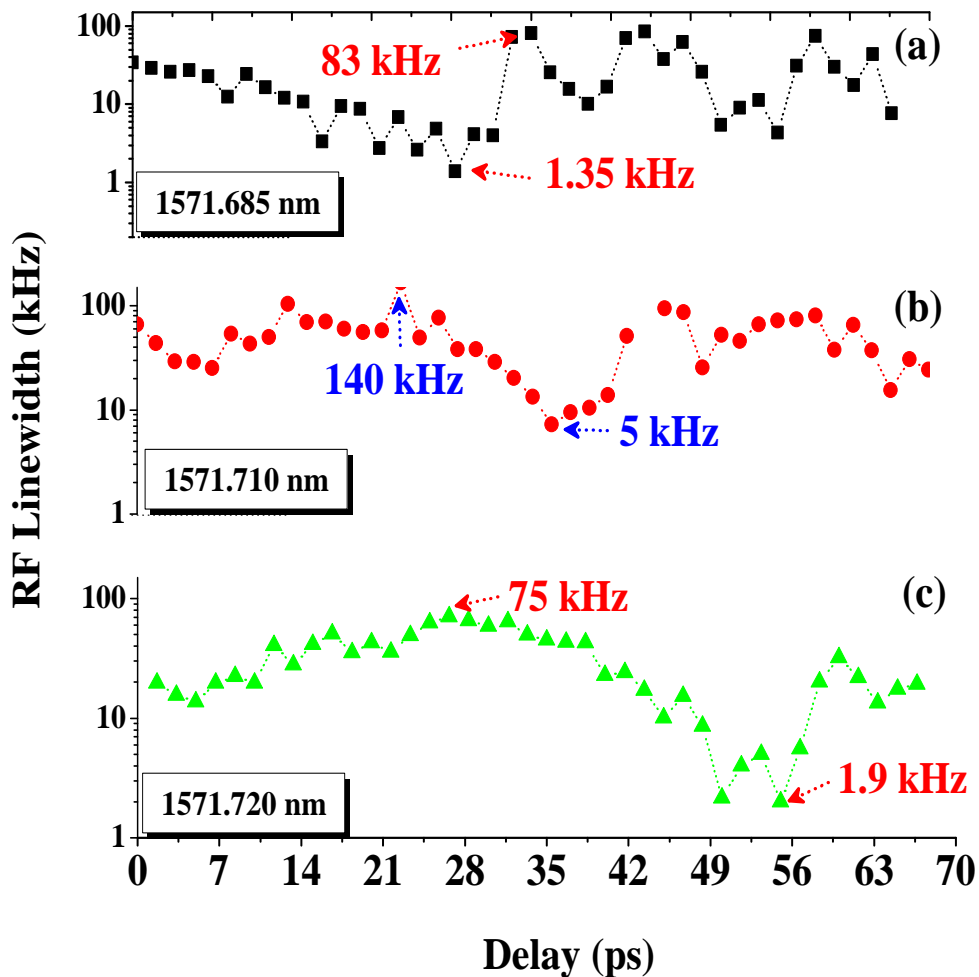 RF Linewidth (kHz)
100
10
1
(a)
83 kHz
1.35 kHz
1571.685 nm
100
10
1
(b)
140 kHz
5 kHz
1571.710 nm
100
10
1
(c)
75 kHz
1.9 kHz
1571.720 nm
0 7 14 21 28 35 42 49 56 63 70
Delay (ps)